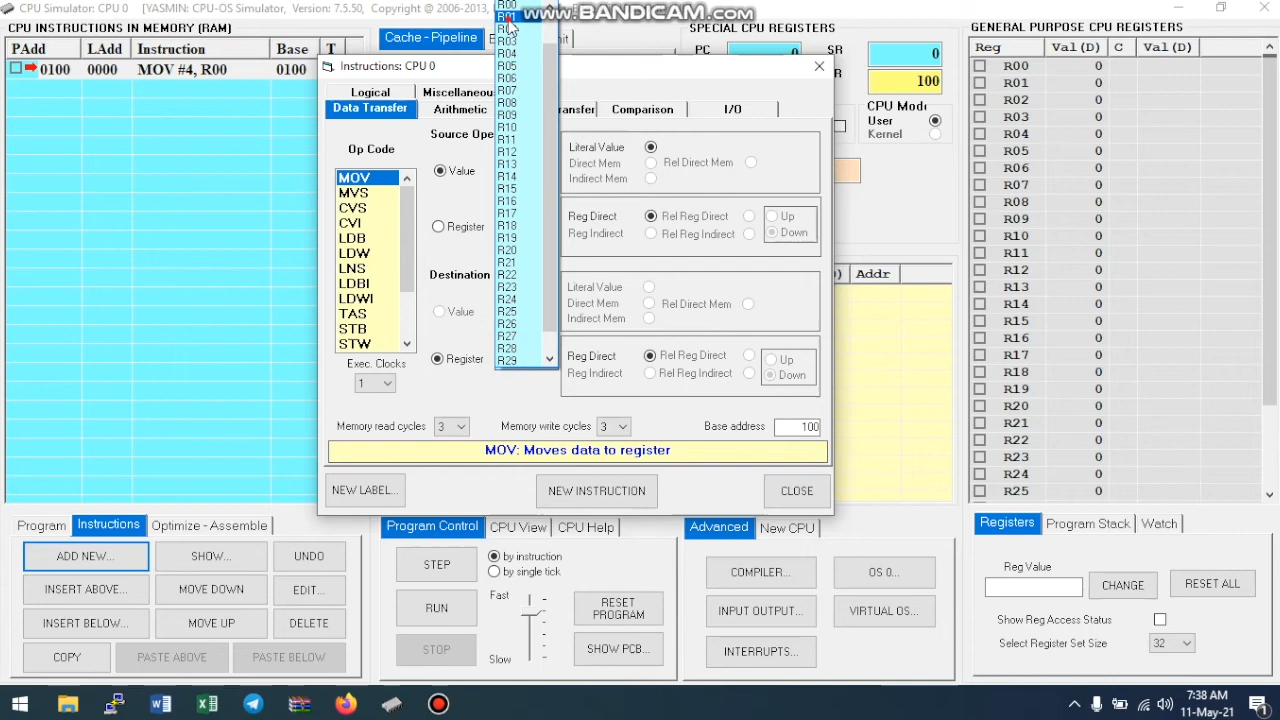 CPU Simulator: CPU 0
[YASMIN: CPU-OS Simulator; Version: 7.5.50, Copyright @ 2006-2013,
www.BANDICAM.com
CPU INSTRUCTIONS IN MEMORY (RAM)
PAdd LAdd Instruction Base T
0100 0000 MOV #4, R00 0100
Cache - Pipeline
SPECIAL CPU REGISTERS
PC 0 SR 0
100
CPU Mode
User
Kernel
Addr
GENERAL PURPOSE CPU REGISTERS
Reg Val (D) C Val (D)
R00 0
R01 0
R02 0
R03 0
R04 0
R05 0
R06 0
R07 0
R08 0
R09 0
R10 0
R11 0
R12 0
R13 0
R14 0
R15 0
R16 0
R17 0
R18 0
R19 0
R20 0
R21 0
R22 0
R23 0
R24 0
R25 0
Instructions: CPU 0
Logical
Miscellaneou
Data Transfer
Arithmetic
ansfer
Comparison
I/O
Op Code
MOV
MVS
CVS
CVI
LDB
LDW
LNS
LDBI
LDWI
TAS
STB
STW
Exec. Clocks
1
Source Ope
Value
Register
Destination
Value
Register
R00
R01
R03
R04
R05
R06
R07
R08
R09
R10
R11
R12
R13
R14
R15
R16
R17
R18
R19
R20
R21
R22
R23
R24
R25
R26
R27
R28
R29
Literal Value
Direct Mem Rel Direct Mem
Indirect Mem
Reg Direct Rel Reg Direct Up
Reg Indirect Rel Reg Indirect Down
Literal Value
Direct Mem Rel Direct Mem
Indirect Mem
Reg Direct Rel Reg Direct Up
Reg Indirect Rel Reg Indirect Down
Memory read cycles 3 Memory write cycles 3 Base address 100
MOV: Moves data to register
NEW LABEL...
NEW INSTRUCTION
CLOSE
Program Instructions Optimize - Assemble
ADD NEW... SHOW... UNDO
INSERT ABOVE... MOVE DOWN EDIT...
INSERT BELOW... MOVE UP DELETE
COPY PASTE ABOVE PASTE BELOW
Program Control CPU View CPU Help
STEP
RUN
STOP
by instruction
by single tick
Fast
Slow
RESET
PROGRAM
SHOW PCB...
Advanced New CPU
COMPILER... OS 0...
INPUT OUTPUT... VIRTUAL OS...
INTERRUPTS...
Registers Program Stack Watch
Reg Value
CHANGE RESET ALL
Show Reg Access Status
Select Register Set Size 32
7:38 AM
11-May-21
1